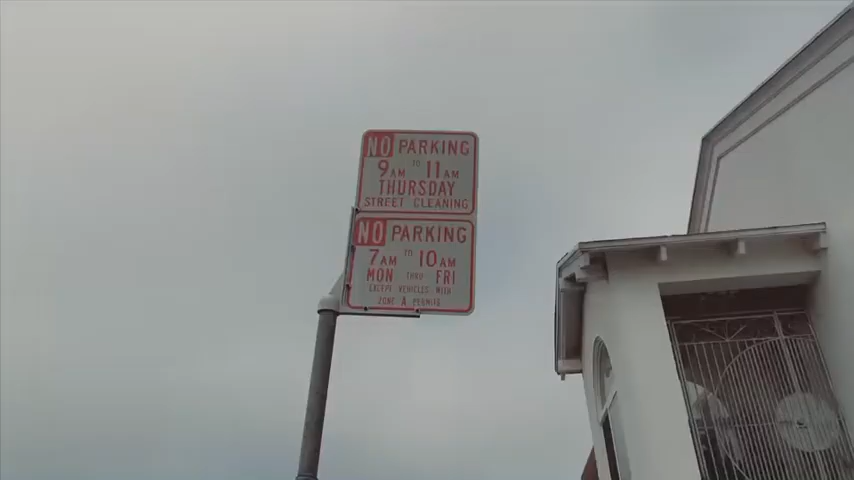 NO PARKING
9AM TO 11AM
THURSDAY
STREET CLEANING
NO PARKING
7AM TO 10AM
MON THRU FRI
EXCEPT VEHICLES WITH
ZONE A PERMITS